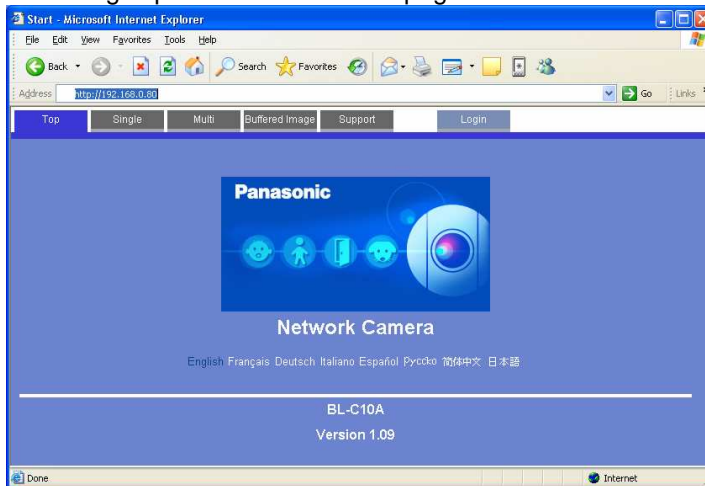 Start - Microsoft Internet Explorer
File Edit View Favorites Tools Help
Back Search Favorites
Address http://192.168.0.80 Go Links
Top Single Multi Buffered Image Support Login
Panasonic
Network Camera
English Français Deutsch Italiano Español Русско 简体中文 日本語
BL-C10A
Version 1.09
Done Internet